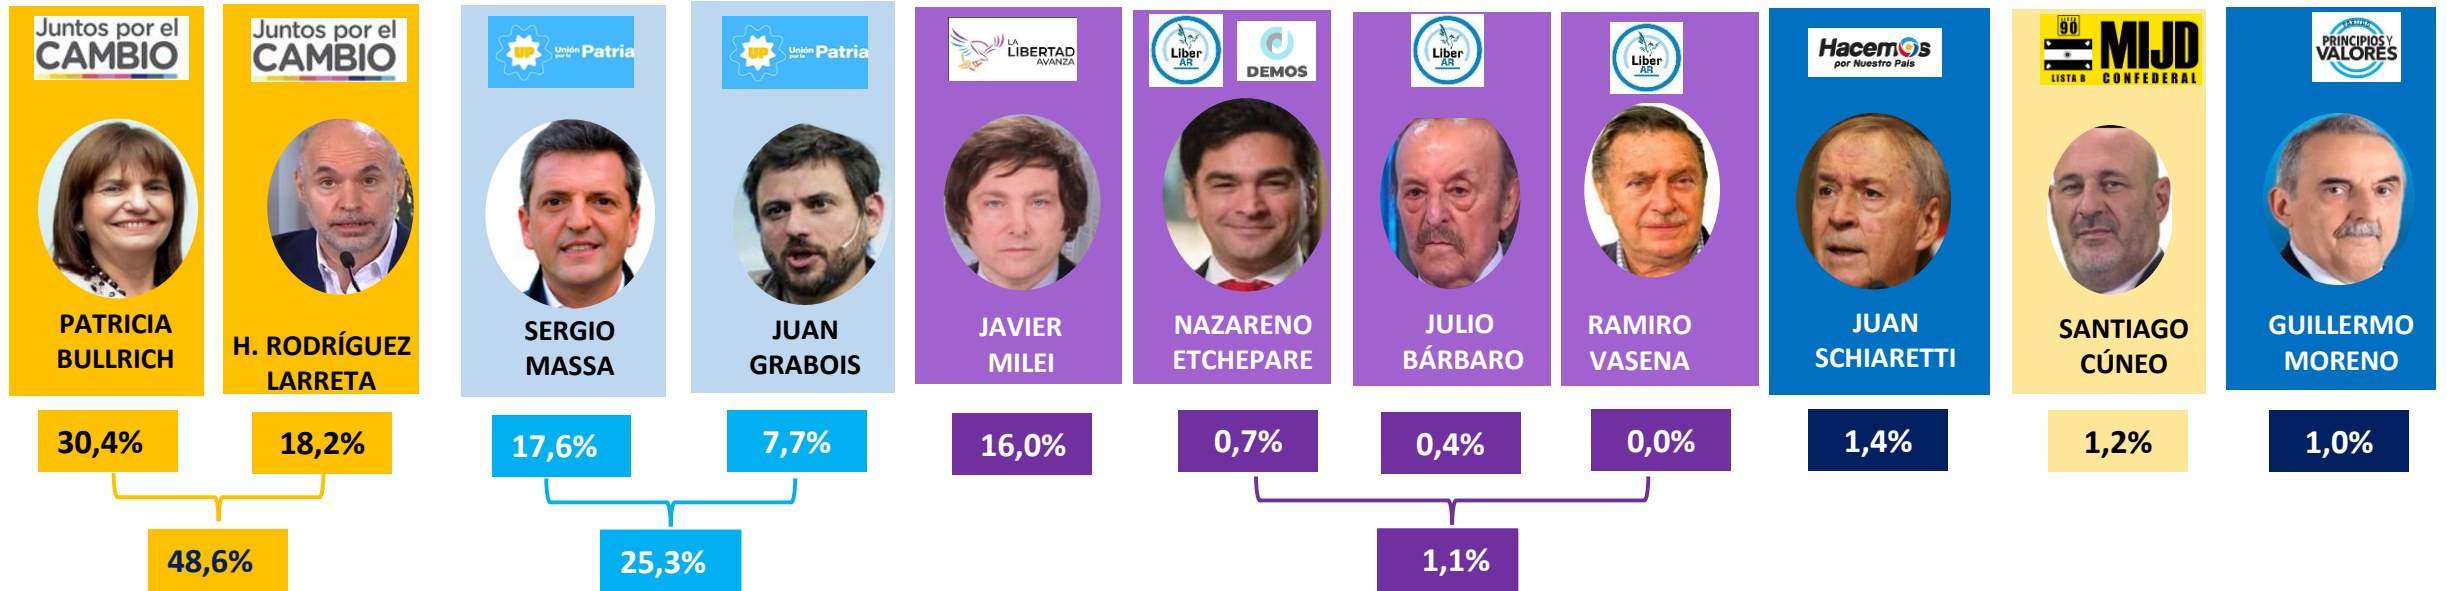 Juntos por el
CAMBIO
PATRICIA
BULLRICH
30,4%
Juntos por el
CAMBIO
H. RODRÍGUEZ
LARRETA
18,2%
48,6%
UP
Unión
por la
Patria
SERGIO
MASSA
17,6%
UP
Unión
por la
Patria
JUAN
GRABOIS
7,7%
25,3%
LA
LIBERTAD
AVANZA
JAVIER
MILEI
16,0%
Liber
AR
DEMOS
NAZARENO
ETCHEPARE
0,7%
Liber
AR
JULIO
BÁRBARO
0,4%
Liber
AR
RAMIRO
VASENA
0,0%
1,1%
Hacemos
por Nuestro País
JUAN
SCHIARETTI
1,4%
LISTA
90
LISTA B
MIJD
CONFEDERAL
SANTIAGO
CÚNEO
1,2%
PARTIDO
PRINCIPIOS Y
VALORES
GUILLERMO
MORENO
1,0%